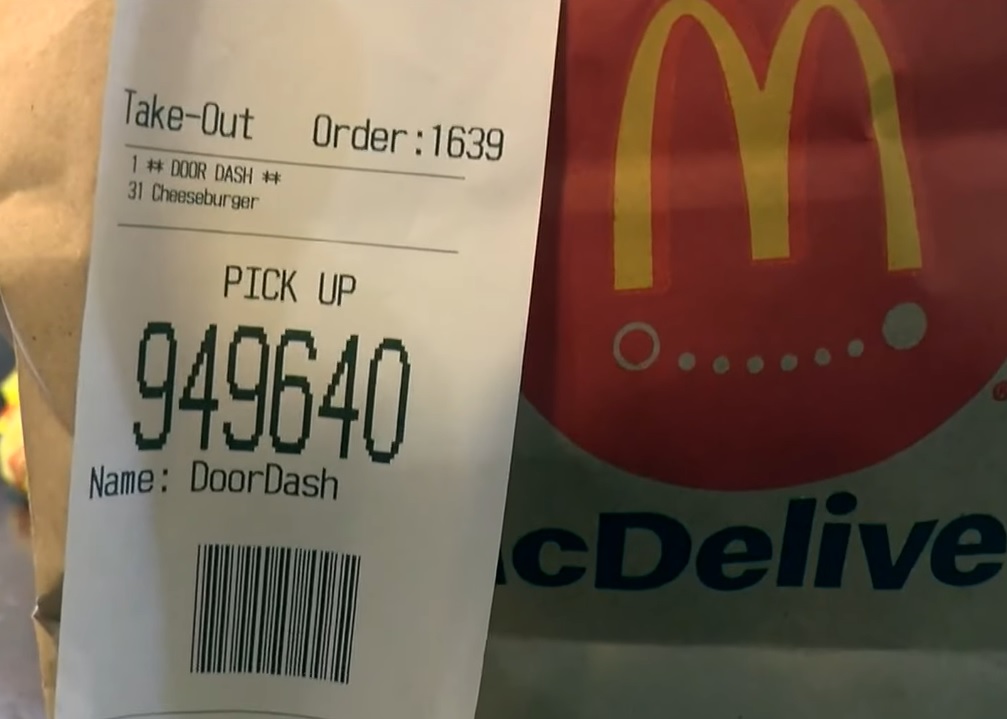 Take-Out Order:1639
1 ** DOOR DASH **
31 Cheeseburger
PICK UP
949640
Name: DoorDash
cDelive